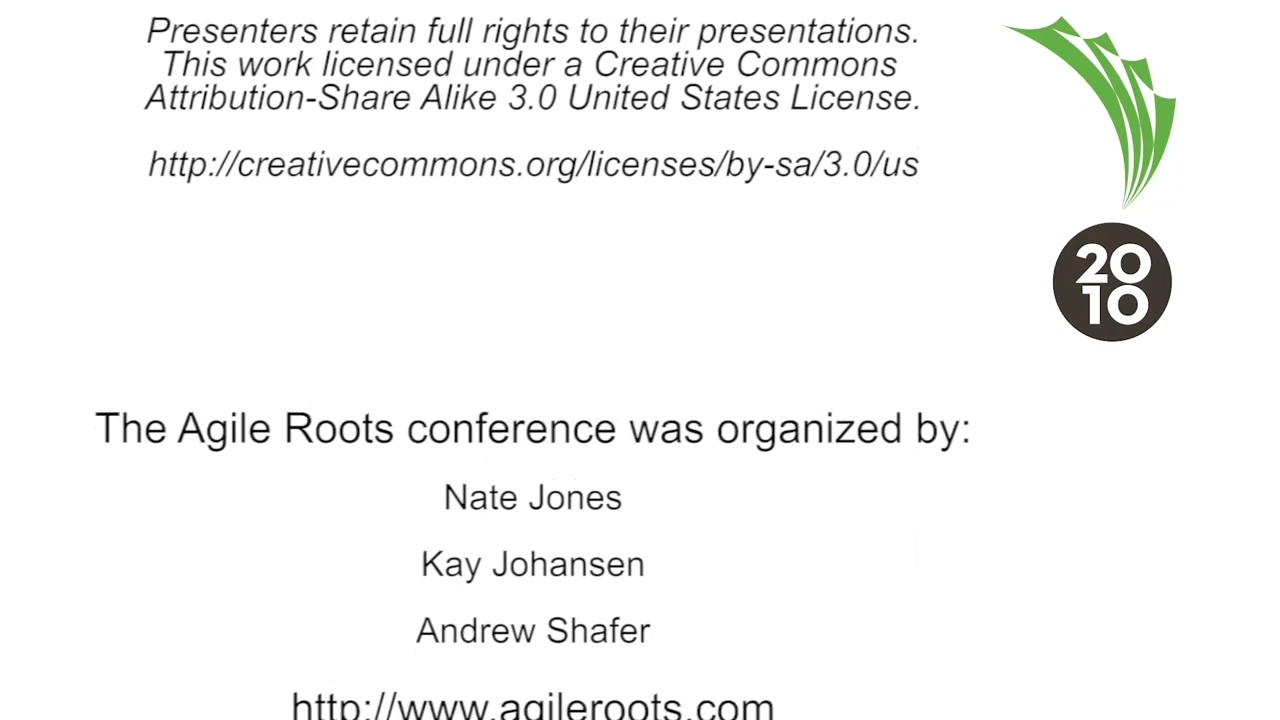 Presenters retain full rights to their presentations.
This work licensed under a Creative Commons
Attribution-Share Alike 3.0 United States License.
http://creativecommons.org/licenses/by-sa/3.0/us
20
10
The Agile Roots conference was organized by:
Nate Jones
Kay Johansen
Andrew Shafer
http://www.agileroots.com